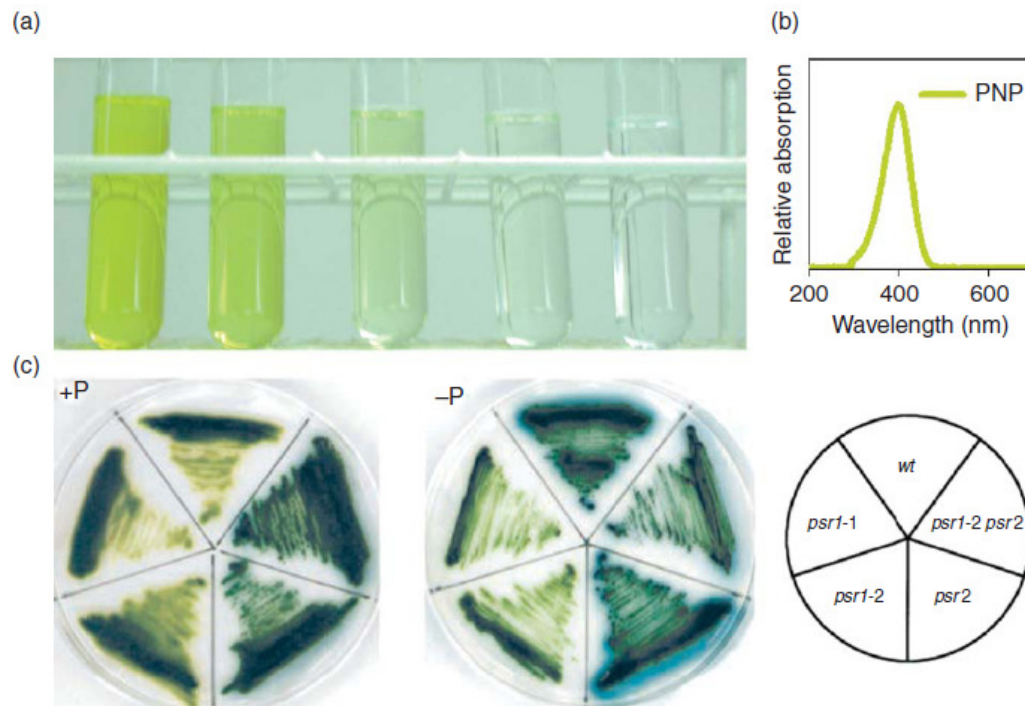 (a)
(b)
PNP
Relative absorption
200 400 600
Wavelength (nm)
(c)
+P
–P
wt
psr1-1
psr1-2 psr2
psr1-2
psr2